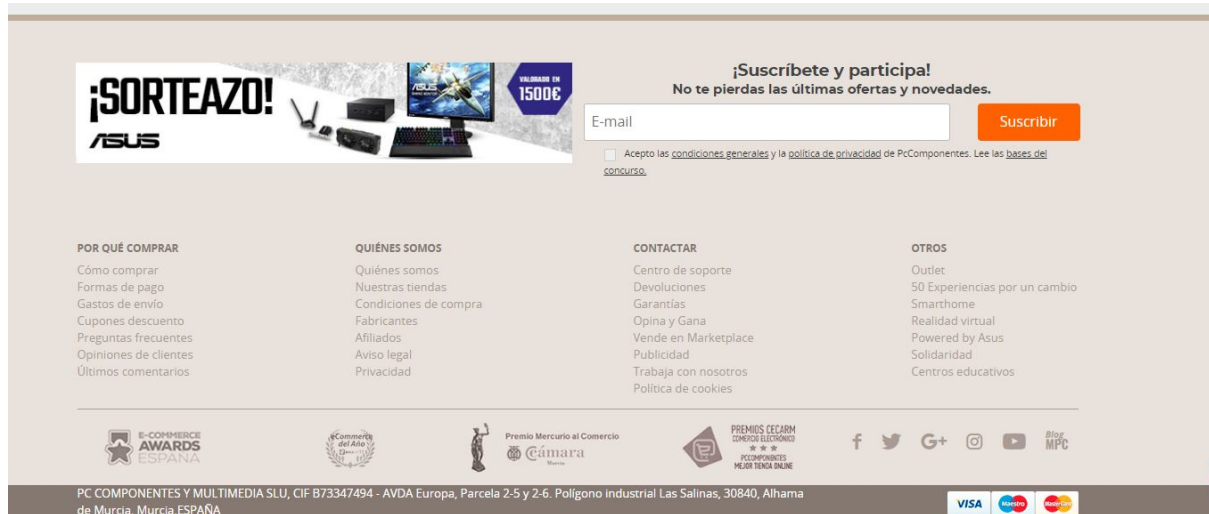 ¡SORTEAZO!
ASUS
VALORADO EN
1500€
¡Suscríbete y participa!
No te pierdas las últimas ofertas y novedades.
E-mail
Suscribir
Acepto las condiciones generales y la política de privacidad de PcComponentes. Lee las bases del
concurso.
POR QUÉ COMPRAR
Cómo comprar
Formas de pago
Gastos de envío
Cupones descuento
Preguntas frecuentes
Opiniones de clientes
Últimos comentarios
QUIÉNES SOMOS
Quiénes somos
Nuestras tiendas
Condiciones de compra
Fabricantes
Afiliados
Aviso legal
Privacidad
CONTACTAR
Centro de soporte
Devoluciones
Garantías
Opina y Gana
Vende en Marketplace
Publicidad
Trabaja con nosotros
Política de cookies
OTROS
Outlet
50 Experiencias por un cambio
Smarthome
Realidad virtual
Powered by Asus
Solidaridad
Centros educativos
E-COMMERCE
AWARDS
ESPAÑA
eCommerce
del Año
Premio Mercurio al Comercio
Cámara
Murcia
PREMIOS CECARM
COMERCIO ELECTRÓNICO
PCCOMPONENTES
MEJOR TIENDA ONLINE
G+
Blog
MPC
PC COMPONENTES Y MULTIMEDIA SLU, CIF B73347494 - AVDA Europa, Parcela 2-5 y 2-6. Polígono industrial Las Salinas, 30840, Alhama
de Murcia, Murcia.ESPAÑA
VISA
Maestro
MasterCard